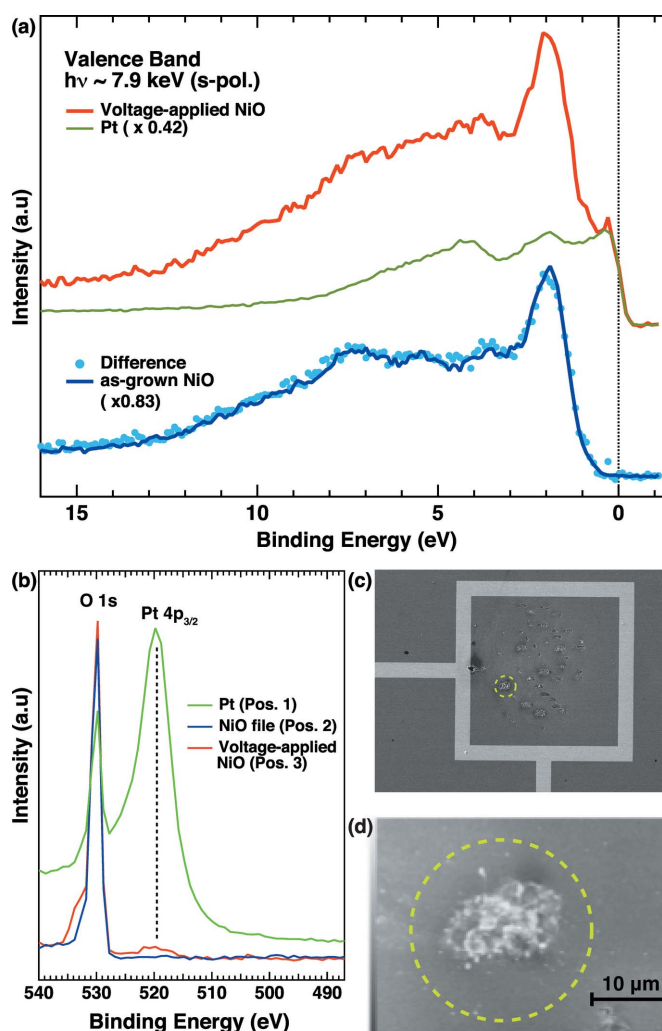 (a)
Valence Band
hν ~ 7.9 keV (s-pol.)
Voltage-applied NiO
Pt ( x 0.42)
Difference
as-grown NiO
( x0.83)
Intensity (a.u)
15
10
5
0
Binding Energy (eV)
(b)
O 1s
Pt 4p3/2
Pt (Pos. 1)
NiO file (Pos. 2)
Voltage-applied
NiO (Pos. 3)
Intensity (a.u)
540
530
520
510
500
490
Binding Energy (eV)
(c)
(d)
10 µm